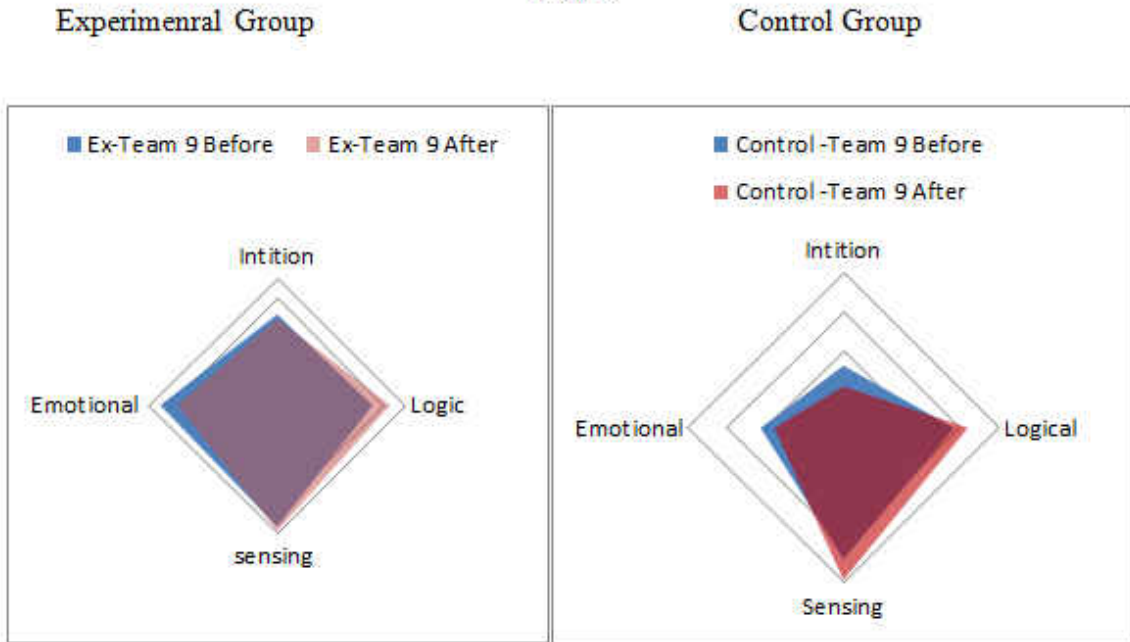 Experimenral Group
Control Group
Ex-Team 9 Before
Ex-Team 9 After
Intition
Emotional
Logic
sensing
Control -Team 9 Before
Control -Team 9 After
Intition
Emotional
Logical
Sensing